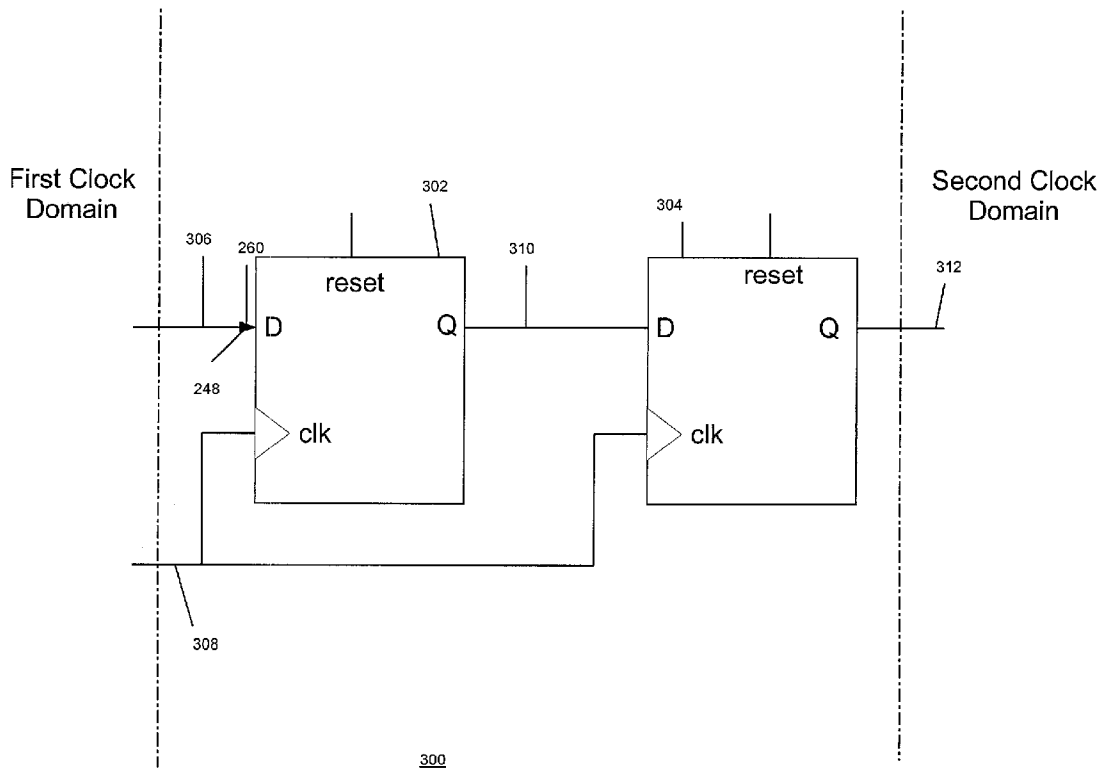 First Clock
Domain
Second Clock
Domain
302
304
306
260
310
312
reset
reset
D
Q
D
Q
248
clk
clk
308
300